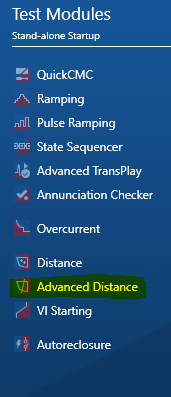 Test Modules
Stand-alone Startup
QuickCMC
Ramping
Pulse Ramping
State Sequencer
Advanced TransPlay
Annunciation Checker
Overcurrent
Distance
Advanced Distance
VI Starting
Autoreclosure